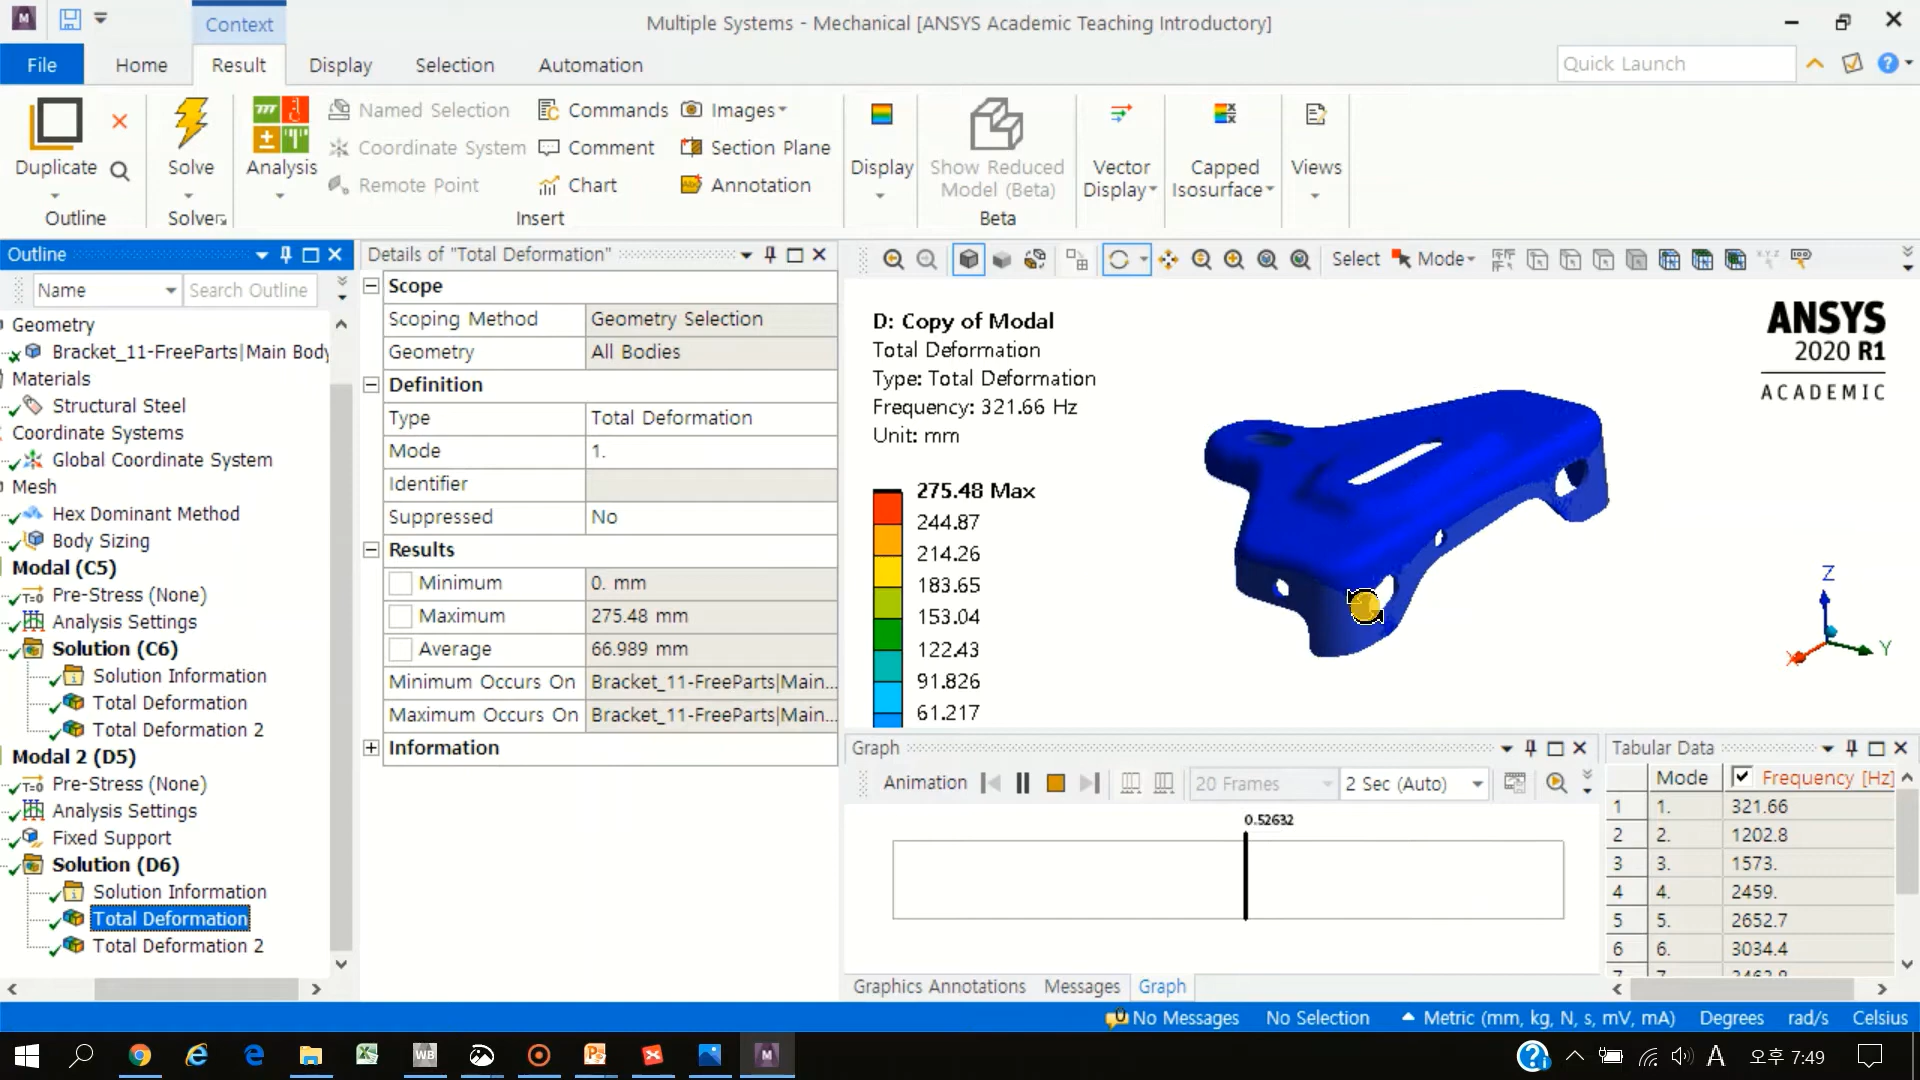 M
Context
Multiple Systems - Mechanical [ANSYS Academic Teaching Introductory]
File Home Result Display Selection Automation
Quick Launch
Duplicate
Outline
Solve
Solver
Analysis
Named Selection
Coordinate System
Remote Point
Commands
Comment
Chart
Images
Section Plane
Annotation
Insert
Display
Show Reduced
Model (Beta)
Beta
Vector
Display
Capped
Isosurface
Views
Outline
Name Search Outline
Geometry
Bracket_11-FreeParts|Main Body
Materials
Structural Steel
Coordinate Systems
Global Coordinate System
Mesh
Hex Dominant Method
Body Sizing
Modal (C5)
Pre-Stress (None)
Analysis Settings
Solution (C6)
Solution Information
Total Deformation
Total Deformation 2
Modal 2 (D5)
Pre-Stress (None)
Analysis Settings
Fixed Support
Solution (D6)
Solution Information
Total Deformation
Total Deformation 2
Details of "Total Deformation"
Scope
Scoping Method Geometry Selection
Geometry All Bodies
Definition
Type Total Deformation
Mode 1.
Identifier
Suppressed No
Results
Minimum 0. mm
Maximum 275.48 mm
Average 66.989 mm
Minimum Occurs On Bracket_11-FreeParts|Main...
Maximum Occurs On Bracket_11-FreeParts|Main...
Information
Select Mode
D: Copy of Modal
Total Deformation
Type: Total Deformation
Frequency: 321.66 Hz
Unit: mm
275.48 Max
244.87
214.26
183.65
153.04
122.43
91.826
61.217
ANSYS
2020 R1
ACADEMIC
Z
Y
X
Graph
Animation 20 Frames 2 Sec (Auto)
0.52632
Graphics Annotations Messages Graph
Tabular Data
Mode Frequency [Hz]
1 1. 321.66
2 2. 1202.8
3 3. 1573.
4 4. 2459.
5 5. 2652.7
6 6. 3034.4
No Messages No Selection Metric (mm, kg, N, s, mV, mA) Degrees rad/s Celsius
WB
M
A 오후 7:49